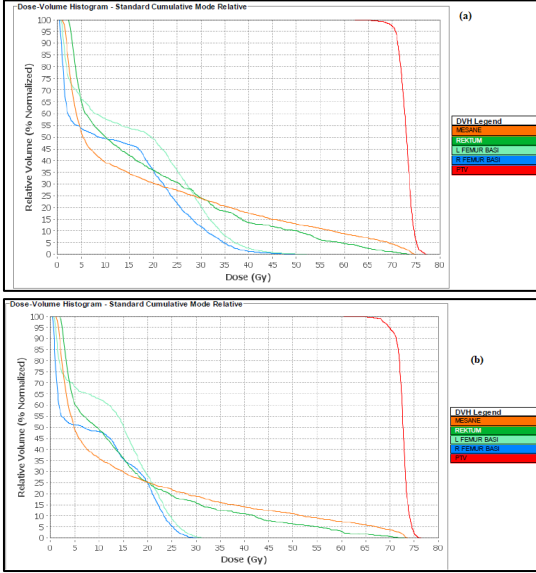 Dose-Volume Histogram - Standard Cumulative Mode Relative
(a)
Relative Volume (% Normalized)
100
95
90
85
80
75
70
65
60
55
50
45
40
35
30
25
20
15
10
5
0
0 5 10 15 20 25 30 35 40 45 50 55 60 65 70 75 80
Dose (Gy)
DVH Legend
MESANE
REKTUM
L FEMUR BASI
R FEMUR BASI
PTV
Dose-Volume Histogram - Standard Cumulative Mode Relative
(b)
Relative Volume (% Normalized)
100
95
90
85
80
75
70
65
60
55
50
45
40
35
30
25
20
15
10
5
0
0 5 10 15 20 25 30 35 40 45 50 55 60 65 70 75 80
Dose (Gy)
DVH Legend
MESANE
REKTUM
L FEMUR BASI
R FEMUR BASI
PTV